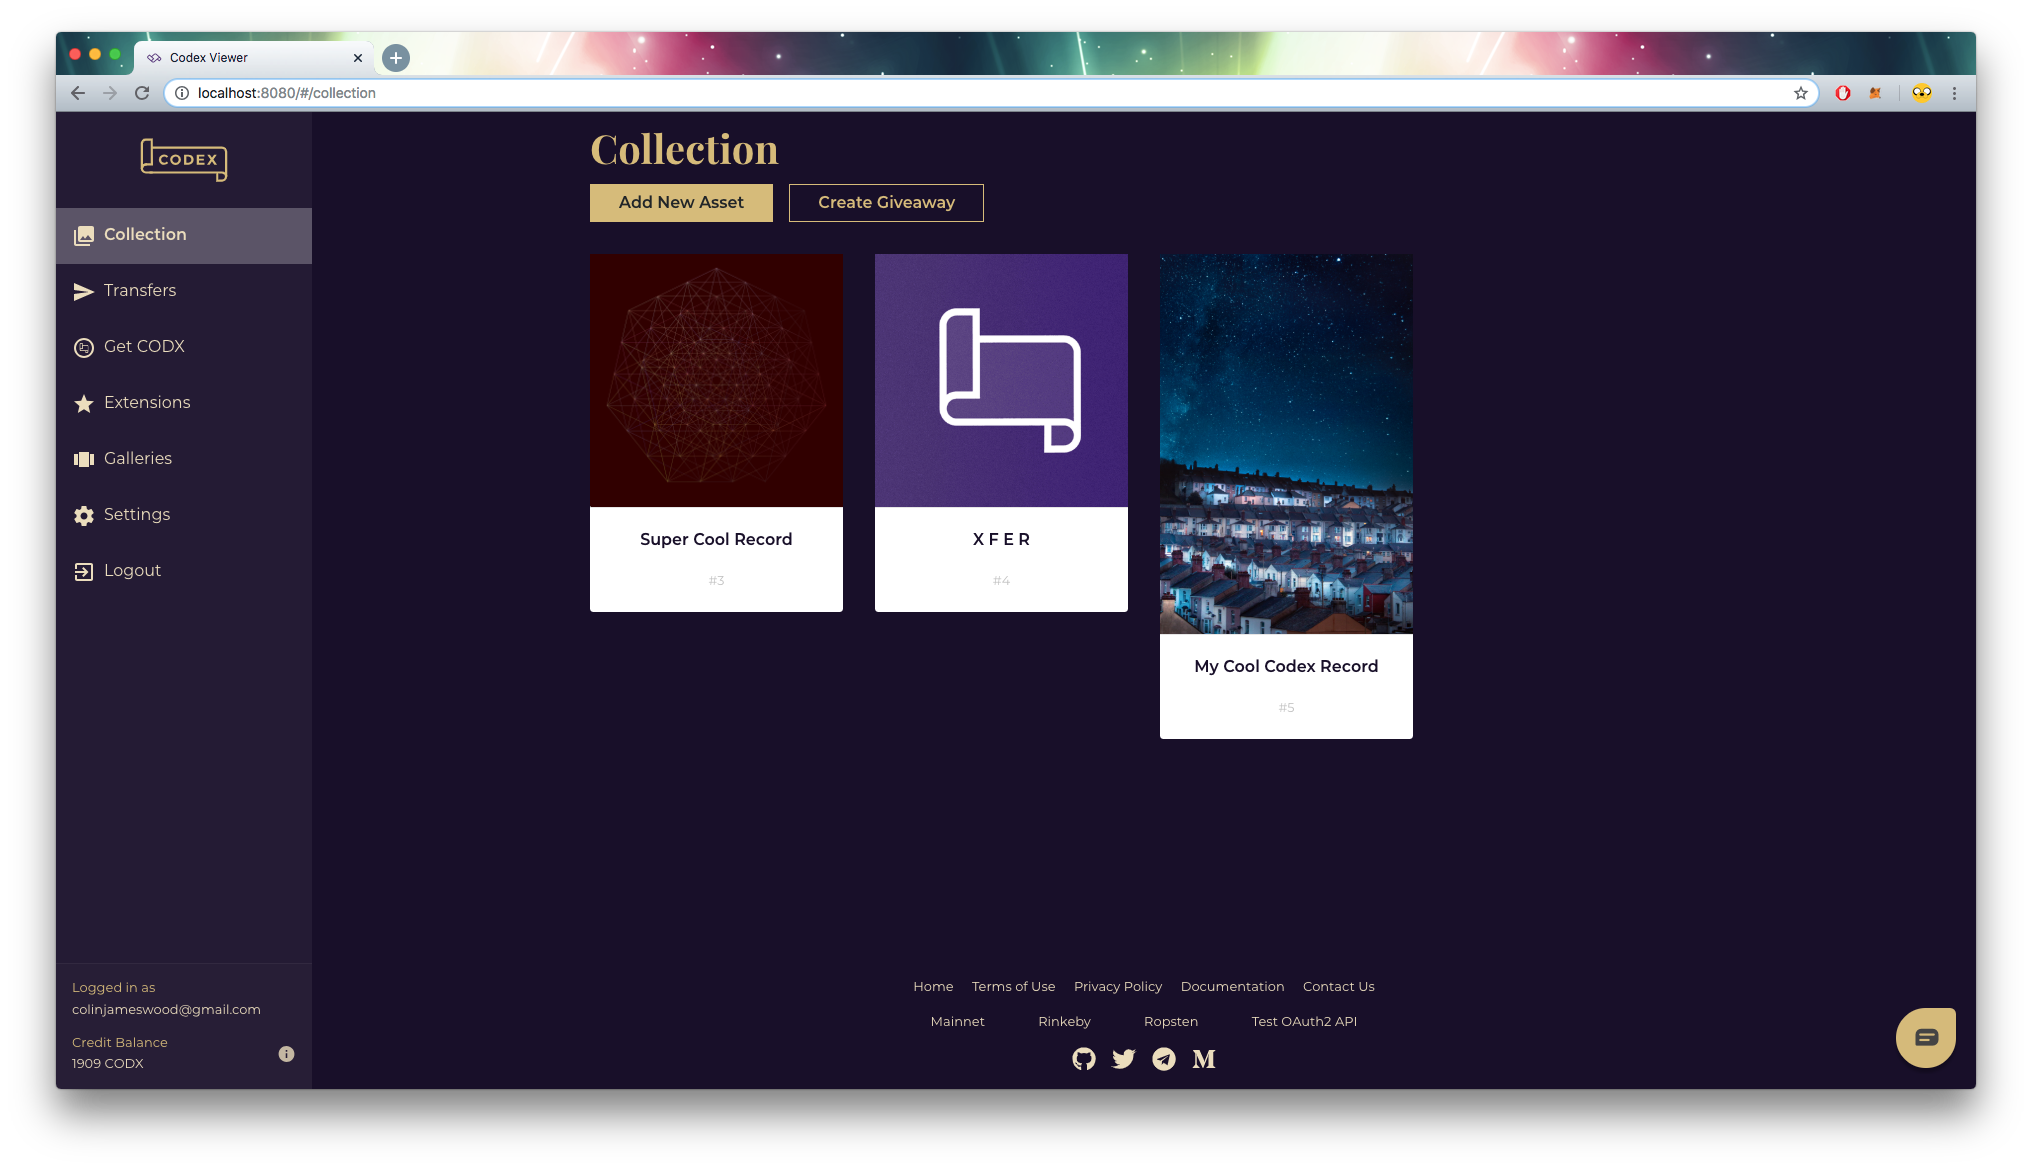 Codex Viewer
localhost:8080/#/collection
CODEX
Collection
Transfers
Get CODX
Extensions
Galleries
Settings
Logout
Logged in as
colinjameswood@gmail.com
Credit Balance
1909 CODX
Collection
Add New Asset
Create Giveaway
Super Cool Record
#3
X F E R
#4
My Cool Codex Record
#5
Home Terms of Use Privacy Policy Documentation Contact Us
Mainnet Rinkeby Ropsten Test OAuth2 API
M